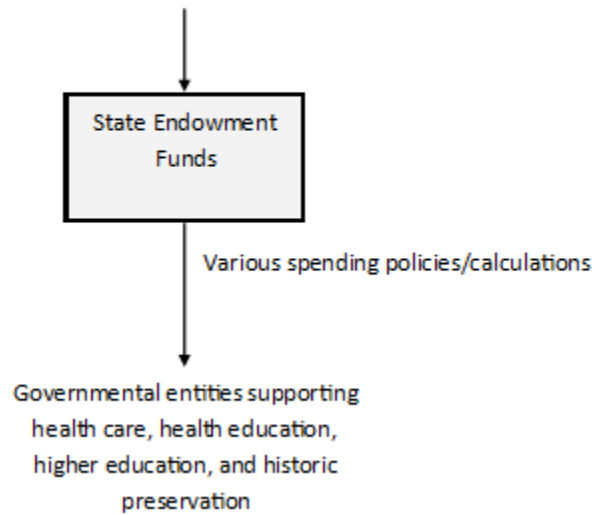 State Endowment
Funds
Various spending policies/calculations
Governmental entities supporting
health care, health education,
higher education, and historic
preservation